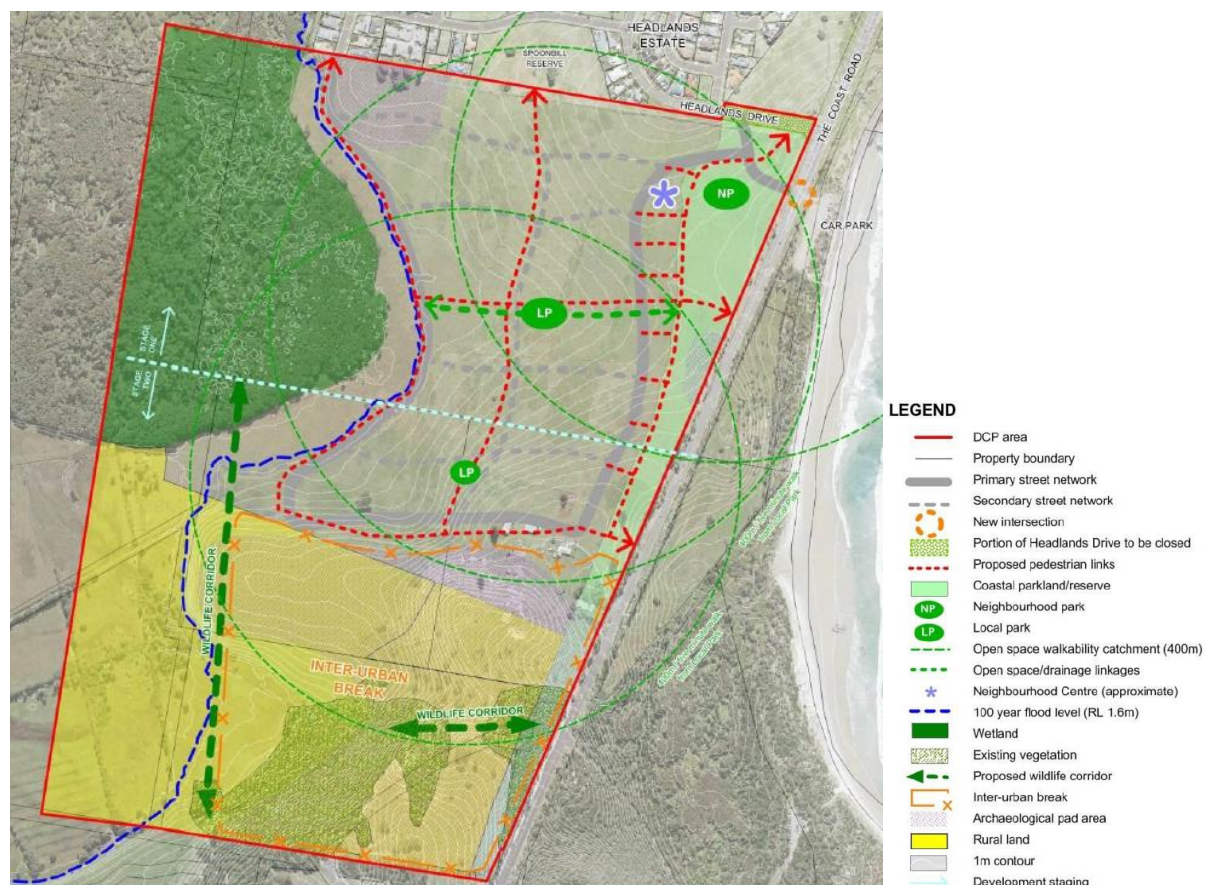 HEADLANDS
ESTATE
SPOONBILL
RESERVE
HEADLANDS DRIVE
THE COAST ROAD
NP
CAR PARK
LP
STAGE
ONE
STAGE
TWO
LP
WILDLIFE CORRIDOR
INTER-URBAN
BREAK
WILDLIFE CORRIDOR
LEGEND
DCP area
Property boundary
Primary street network
Secondary street network
New intersection
Portion of Headlands Drive to be closed
Proposed pedestrian links
Coastal parkland/reserve
NP Neighbourhood park
LP Local park
Open space walkability catchment (400m)
Open space/drainage linkages
Neighbourhood Centre (approximate)
100 year flood level (RL 1.6m)
Wetland
Existing vegetation
Proposed wildlife corridor
Inter-urban break
Archaeological pad area
Rural land
1m contour
Development staging